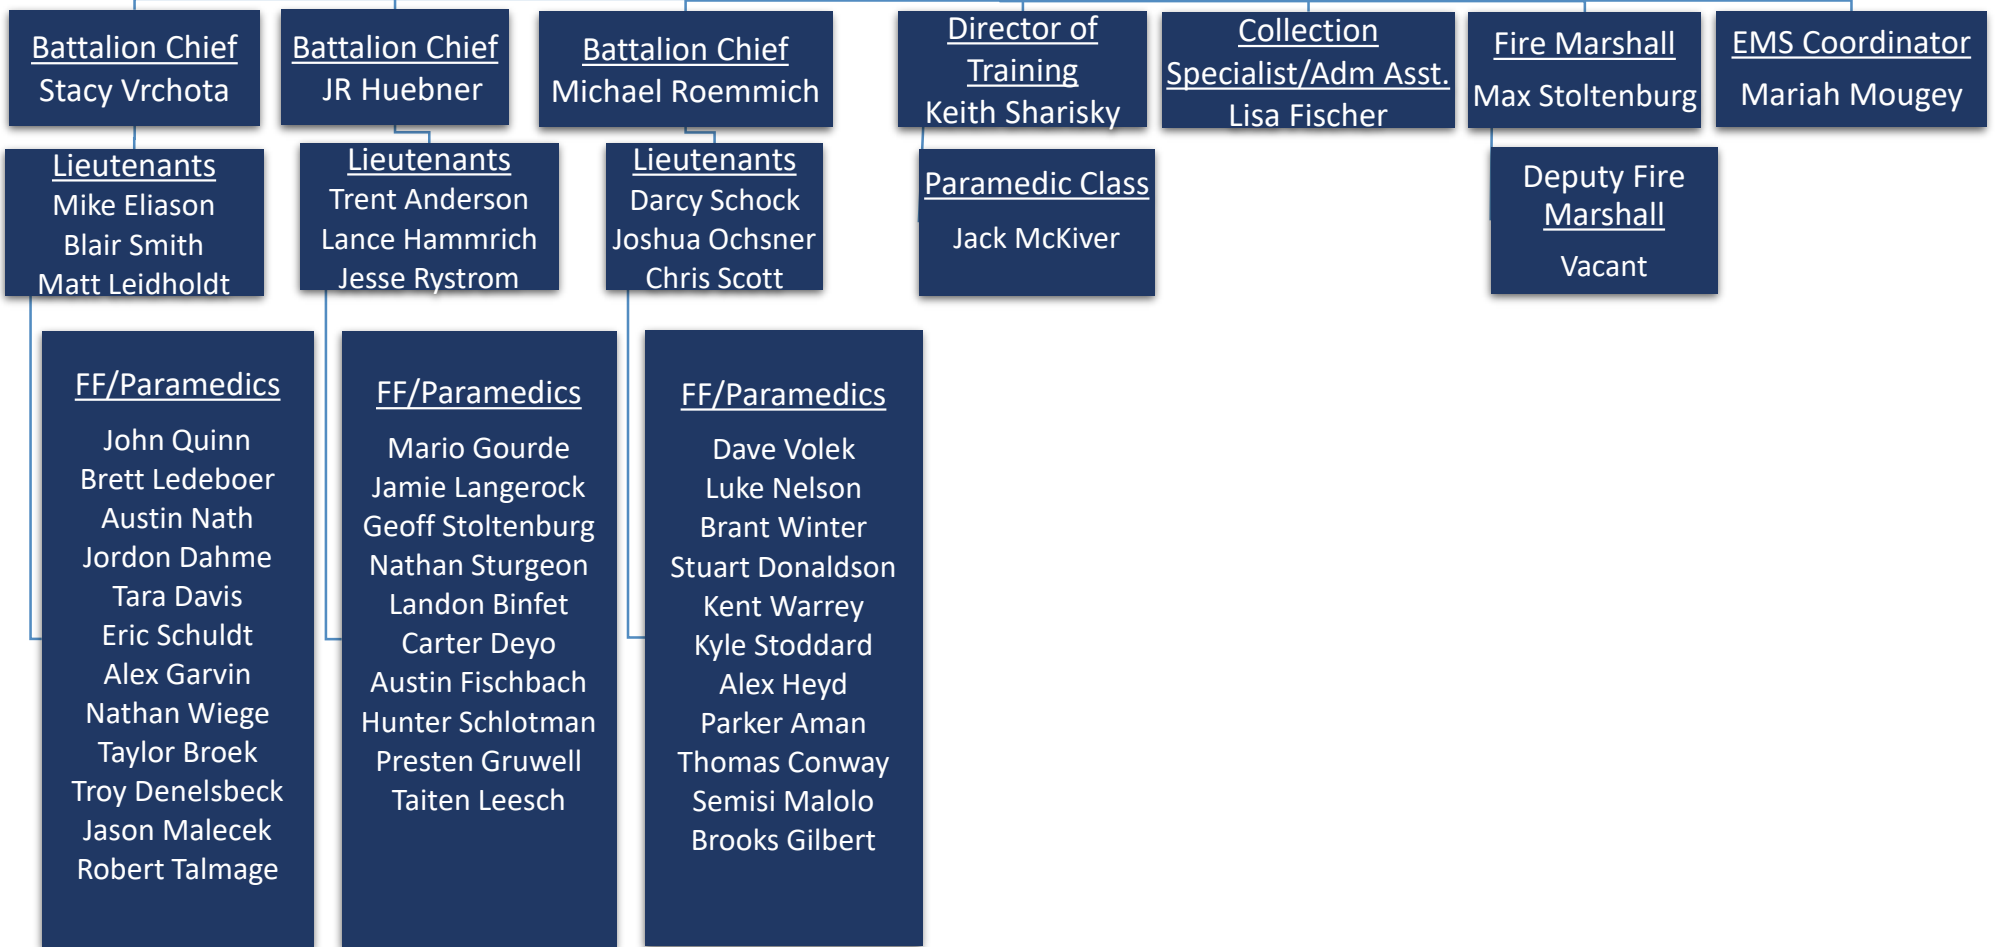 Battalion Chief
Stacy Vrchota
Battalion Chief
JR Huebner
Battalion Chief
Michael Roemmich
Director of
Training
Keith Sharisky
Collection
Specialist/Adm Asst.
Lisa Fischer
Fire Marshall
Max Stoltenburg
EMS Coordinator
Mariah Mougey
Lieutenants
Mike Eliason
Blair Smith
Matt Leidholdt
Lieutenants
Trent Anderson
Lance Hammrich
Jesse Rystrom
Lieutenants
Darcy Schock
Joshua Ochsner
Chris Scott
Paramedic Class
Jack McKiver
Deputy Fire
Marshall
Vacant
FF/Paramedics
John Quinn
Brett Ledeboer
Austin Nath
Jordon Dahme
Tara Davis
Eric Schuldt
Alex Garvin
Nathan Wiege
Taylor Broek
Troy Denelsbeck
Jason Malecek
Robert Talmage
FF/Paramedics
Mario Gourde
Jamie Langerock
Geoff Stoltenburg
Nathan Sturgeon
Landon Binfet
Carter Deyo
Austin Fischbach
Hunter Schlotman
Presten Gruwell
Taiten Leesch
FF/Paramedics
Dave Volek
Luke Nelson
Brant Winter
Stuart Donaldson
Kent Warrey
Kyle Stoddard
Alex Heyd
Parker Aman
Thomas Conway
Semisi Malolo
Brooks Gilbert